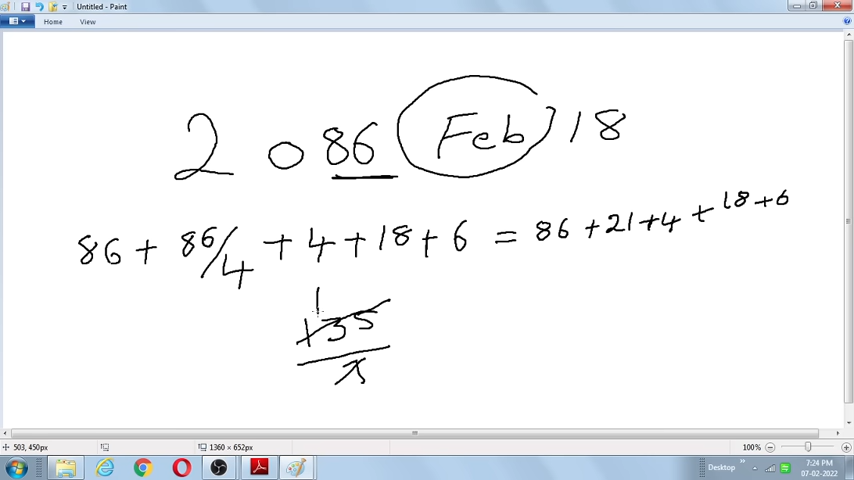 Untitled - Paint
Home View
2 0 86 Feb 18
86 + 86/4 + 4 + 18 + 6 = 86 + 21 + 4 + 18 + 6
1
135
503, 450px
1360 × 652px
100%
Desktop
7:24 PM
07-02-2022